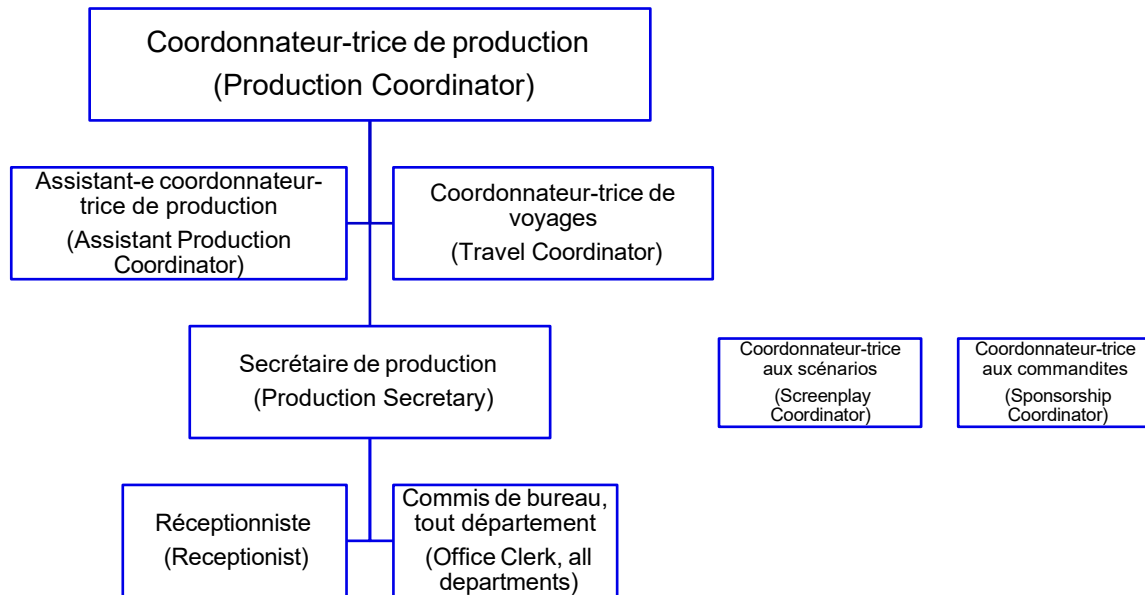 Coordonnateur-trice de production
(Production Coordinator)
Assistant-e coordonnateur-
trice de production
(Assistant Production
Coordinator)
Coordonnateur-trice de
voyages
(Travel Coordinator)
Secrétaire de production
(Production Secretary)
Coordonnateur-trice
aux scénarios
(Screenplay
Coordinator)
Coordonnateur-trice
aux commandites
(Sponsorship
Coordinator)
Réceptionniste
(Receptionist)
Commis de bureau,
tout département
(Office Clerk, all
departments)